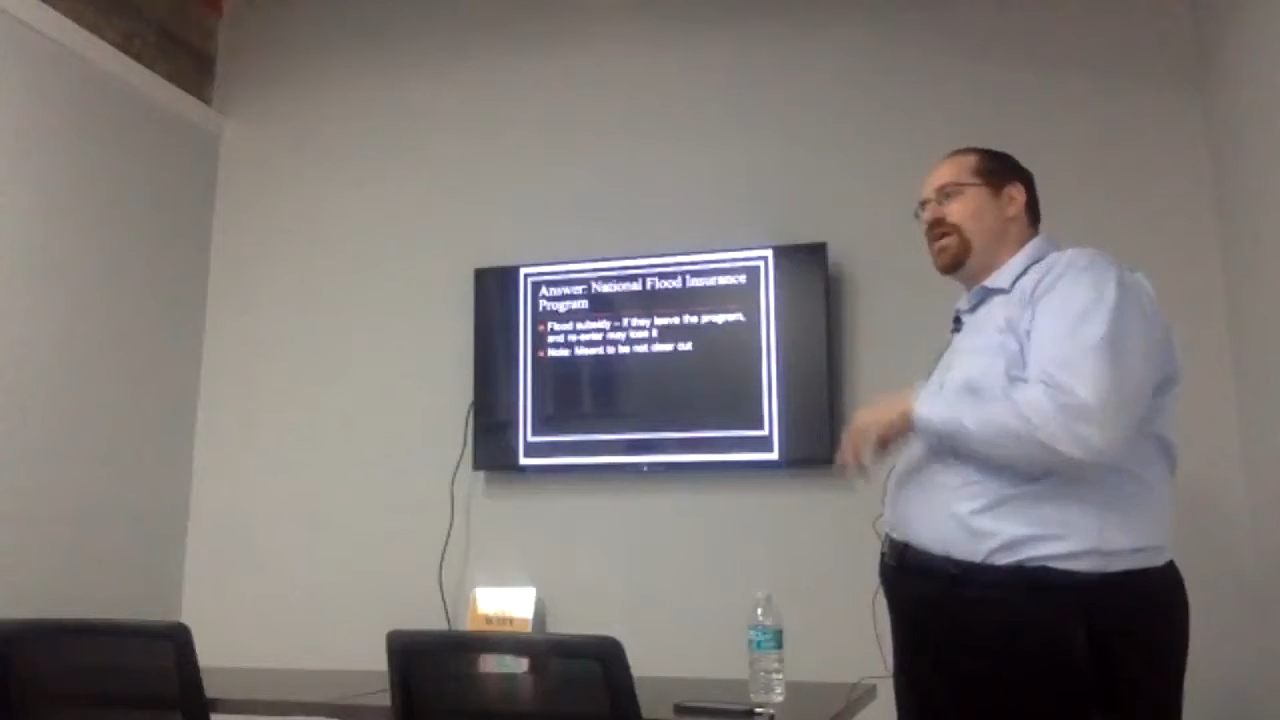 Answer: National Flood Insurance
Program
Flood subsidy – if they leave the program,
and re-enter may lose it
Note: Meant to be not clear cut